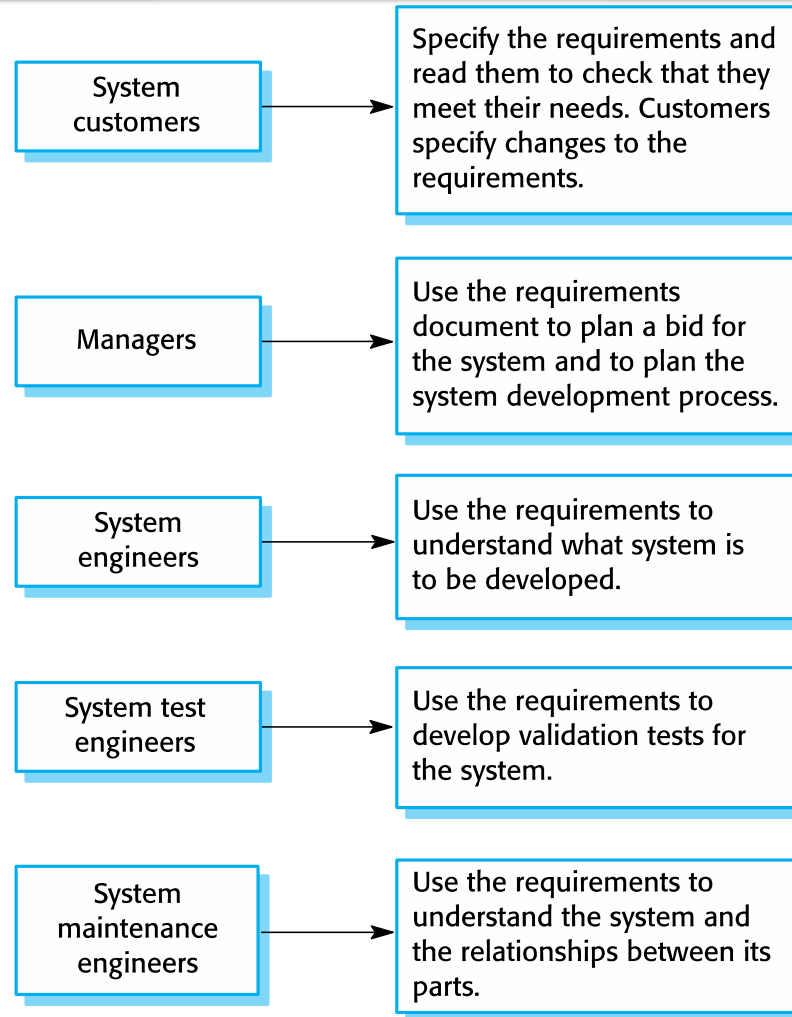 System
customers
Specify the requirements and
read them to check that they
meet their needs. Customers
specify changes to the
requirements.
Managers
Use the requirements
document to plan a bid for
the system and to plan the
system development process.
System
engineers
Use the requirements to
understand what system is
to be developed.
System test
engineers
Use the requirements to
develop validation tests for
the system.
System
maintenance
engineers
Use the requirements to
understand the system and
the relationships between its
parts.